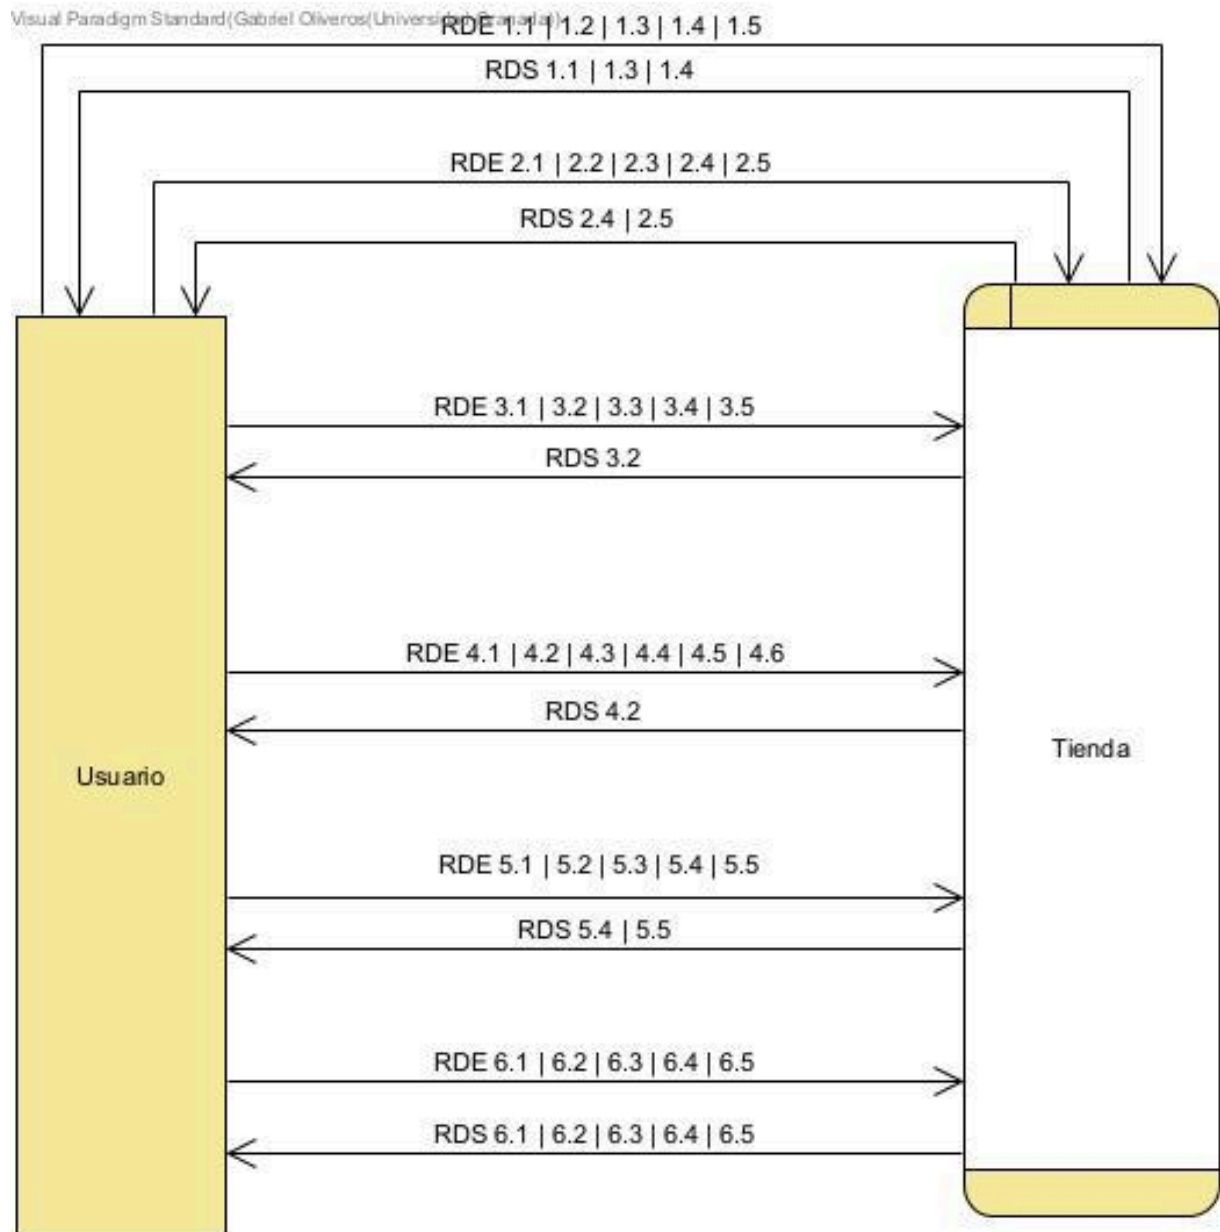 Visual Paradigm Standard(Gabriel Oliveros(Universidad Granada))
RDE 1.1 | 1.2 | 1.3 | 1.4 | 1.5
RDS 1.1 | 1.3 | 1.4
RDE 2.1 | 2.2 | 2.3 | 2.4 | 2.5
RDS 2.4 | 2.5
RDE 3.1 | 3.2 | 3.3 | 3.4 | 3.5
RDS 3.2
RDE 4.1 | 4.2 | 4.3 | 4.4 | 4.5 | 4.6
RDS 4.2
Tienda
Usuario
RDE 5.1 | 5.2 | 5.3 | 5.4 | 5.5
RDS 5.4 | 5.5
RDE 6.1 | 6.2 | 6.3 | 6.4 | 6.5
RDS 6.1 | 6.2 | 6.3 | 6.4 | 6.5